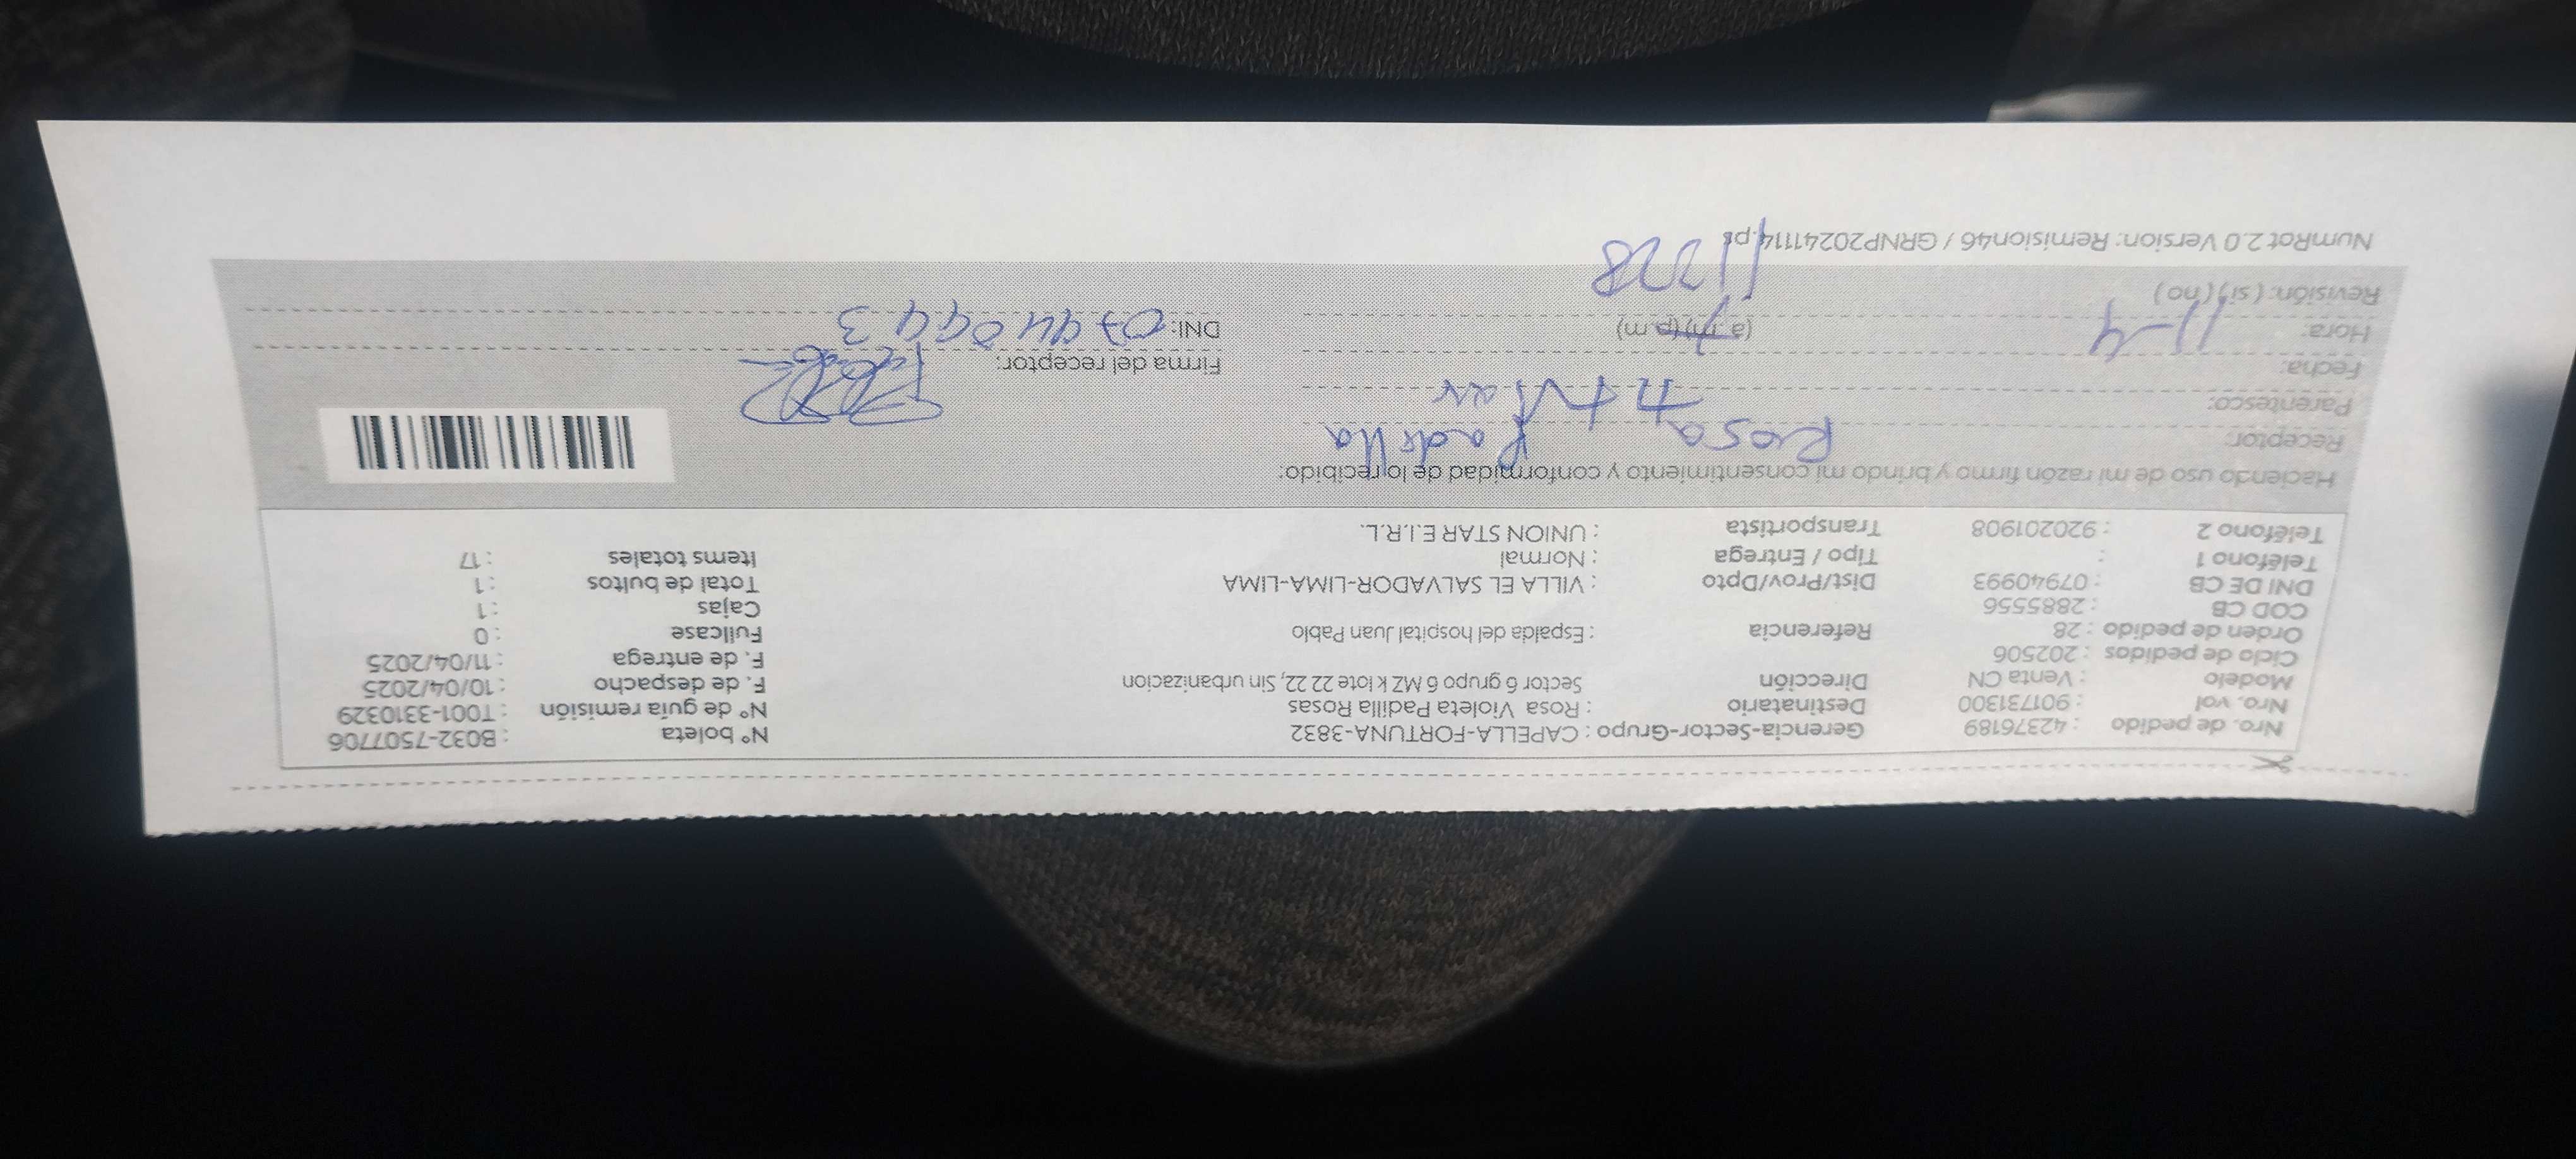 Nro. de pedido : 42376189 Gerencia-Sector-Grupo : CAPELLA-FORTUNA-3832 N° boleta : B032-7507706
Nro. vol : 901731300 Destinatario : Rosa Violeta Padilla Rosas N° de guía remisión : T001-3310329
Modelo : Venta CN Dirección Sector 6 grupo 6 MZ k lote 22 22, Sin urbanizacion F. de despacho : 10/04/2025
Ciclo de pedidos : 202506 F. de entrega : 11/04/2025
Orden de pedido : 28 Referencia : Espalda del hospital Juan Pablo Fullcase : 0
COD CB : 2885556 Cajas : 1
DNI DE CB : 07940993 Dist/Prov/Dpto : VILLA EL SALVADOR-LIMA-LIMA Total de bultos : 1
Teléfono 1 : Tipo / Entrega : Normal Items totales : 17
Teléfono 2 : 920201908 Transportista : UNION STAR E.I.R.L.
Haciendo uso de mi razón firmo y brindo mi consentimiento y conformidad de lo recibido:
Receptor: Rosa Padilla
Parentesco:
Fecha: 11-4 Firma del receptor:
Hora: (a.m) (p.m) DNI: 07940993
Revisión: (si) (no)
NumRot 2.0 Version: Remision46 / GRNP20241114.ps